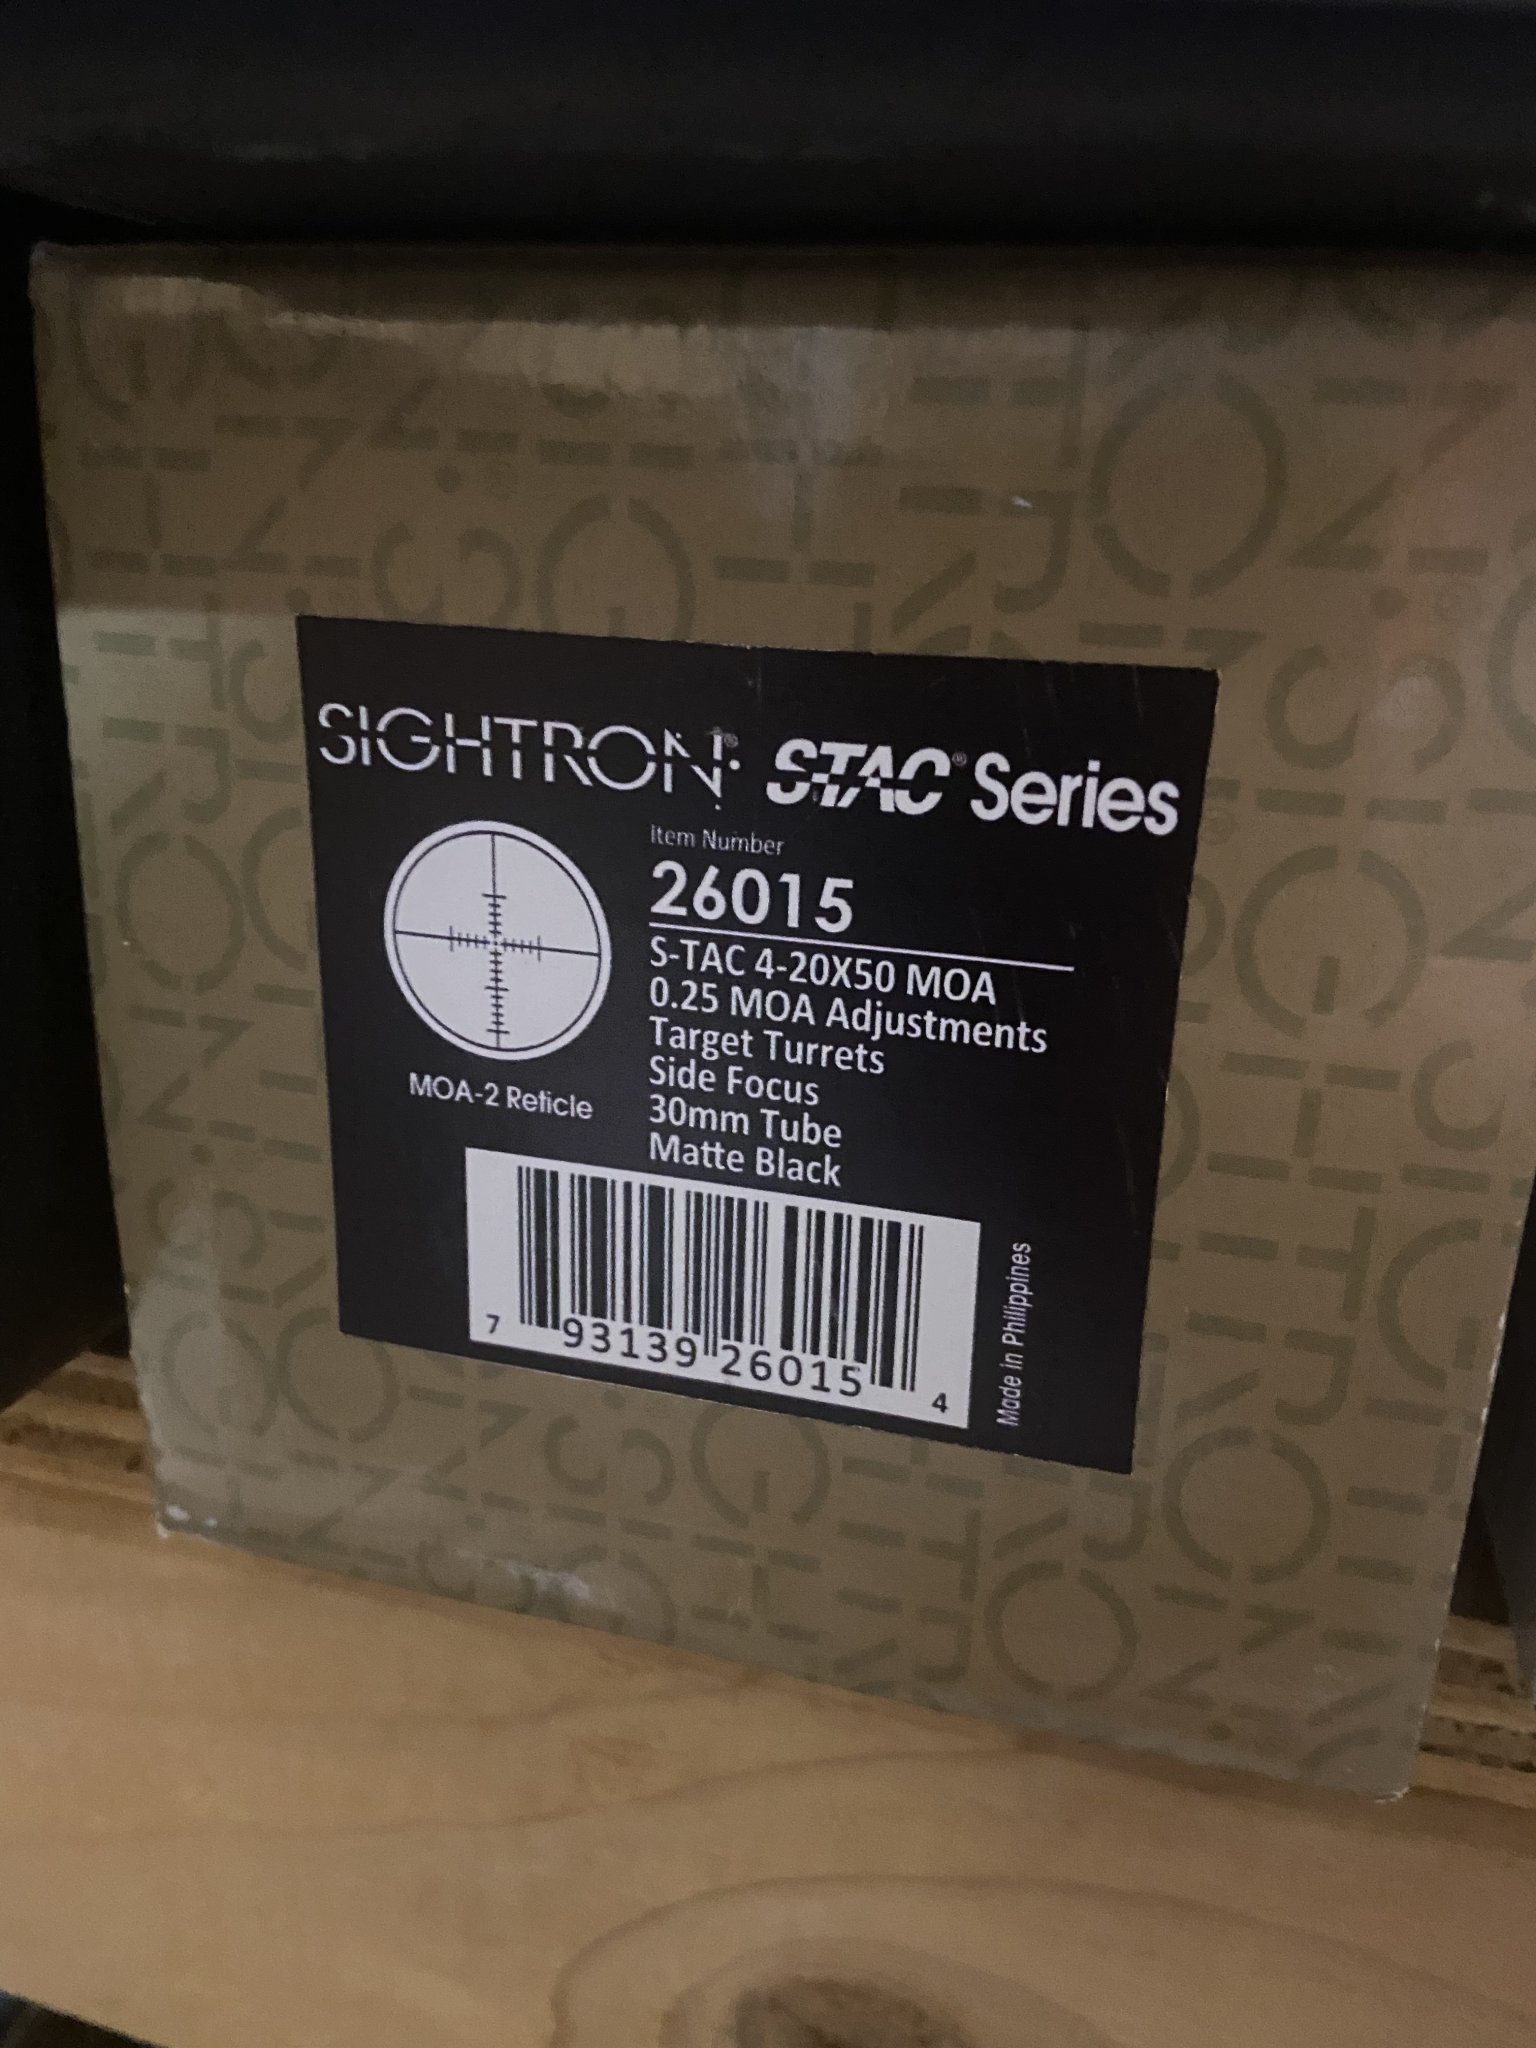 SIGHTRON® S-TAC® Series
Item Number
26015
S-TAC 4-20X50 MOA
0.25 MOA Adjustments
Target Turrets
Side Focus
30mm Tube
Matte Black
MOA-2 Reticle
7 93139 26015 4
Made in Philippines